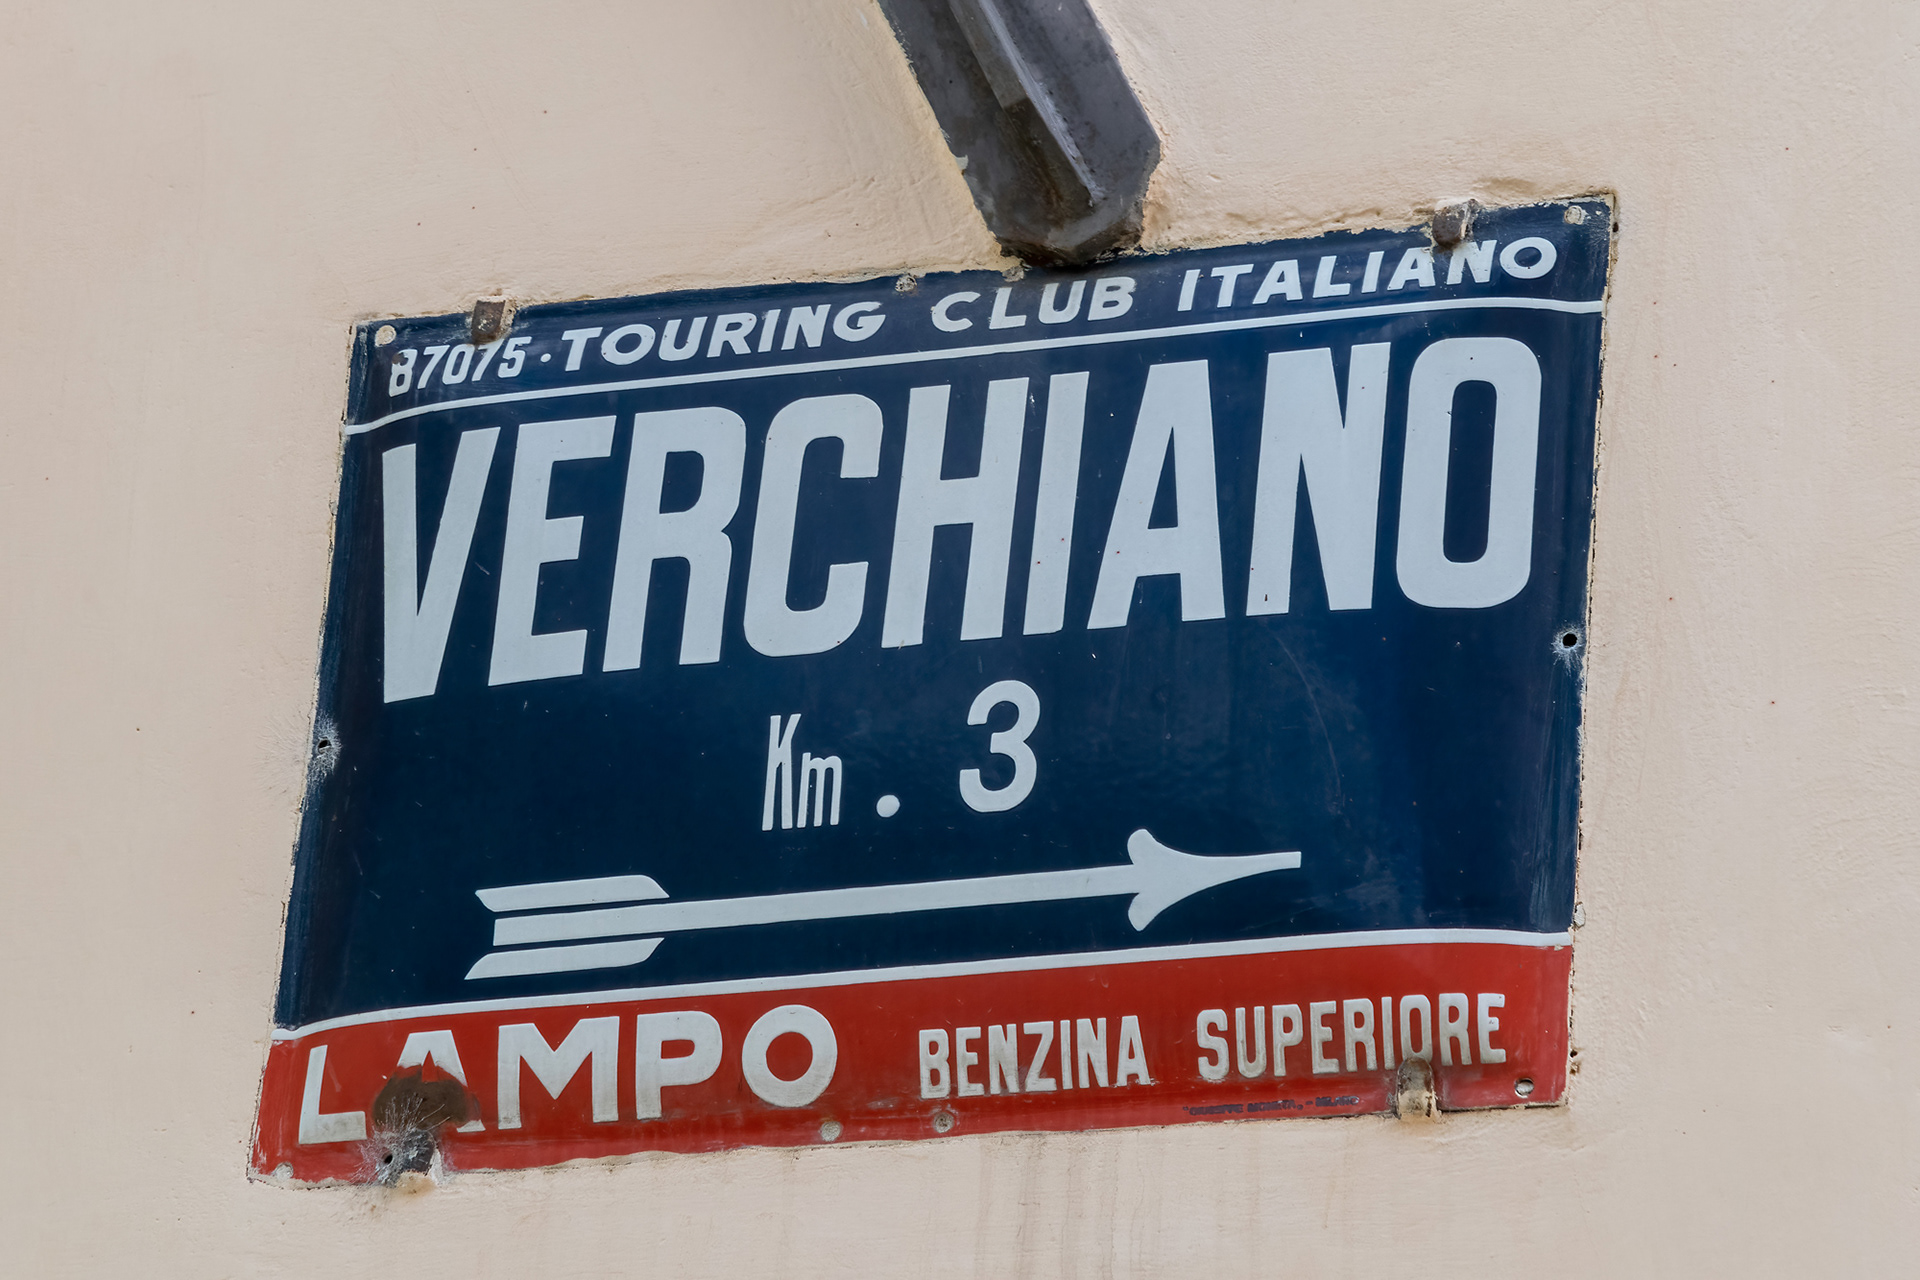 87075 · TOURING CLUB ITALIANO
VERCHIANO
Km. 3
LAMPO BENZINA SUPERIORE